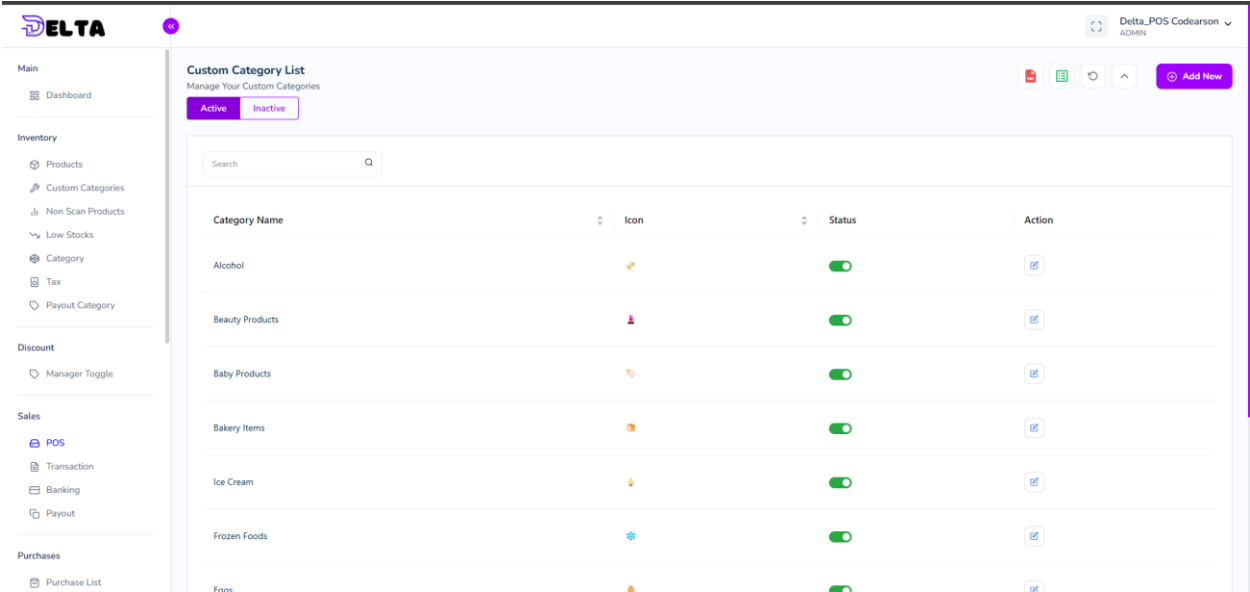 DELTA
Delta_POS Codearson
ADMIN
Main
Dashboard
Inventory
Products
Custom Categories
Non Scan Products
Low Stocks
Category
Tax
Payout Category
Discount
Manager Toggle
Sales
POS
Transaction
Banking
Payout
Purchases
Purchase List
Custom Category List
Manage Your Custom Categories
Active Inactive
Add New
Search
Category Name Icon Status Action
Alcohol
Beauty Products
Baby Products
Bakery Items
Ice Cream
Frozen Foods
Eggs